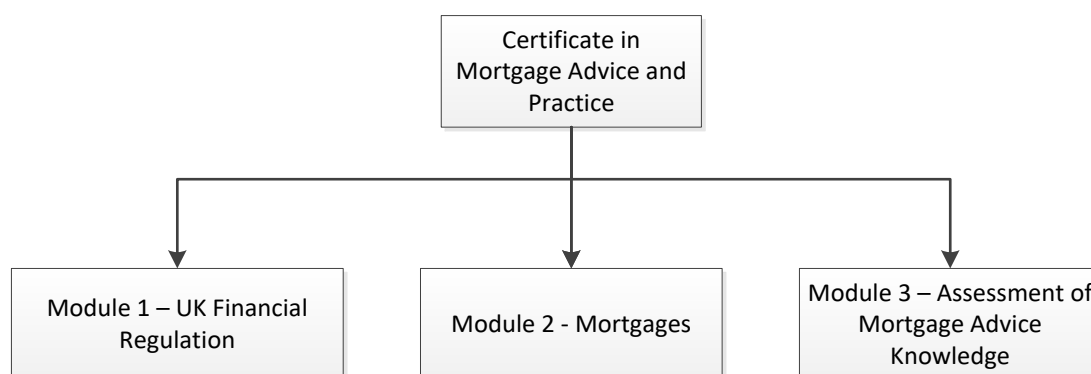 Certificate in
Mortgage Advice and
Practice
Module 1 – UK Financial
Regulation
Module 2 - Mortgages
Module 3 – Assessment of
Mortgage Advice
Knowledge